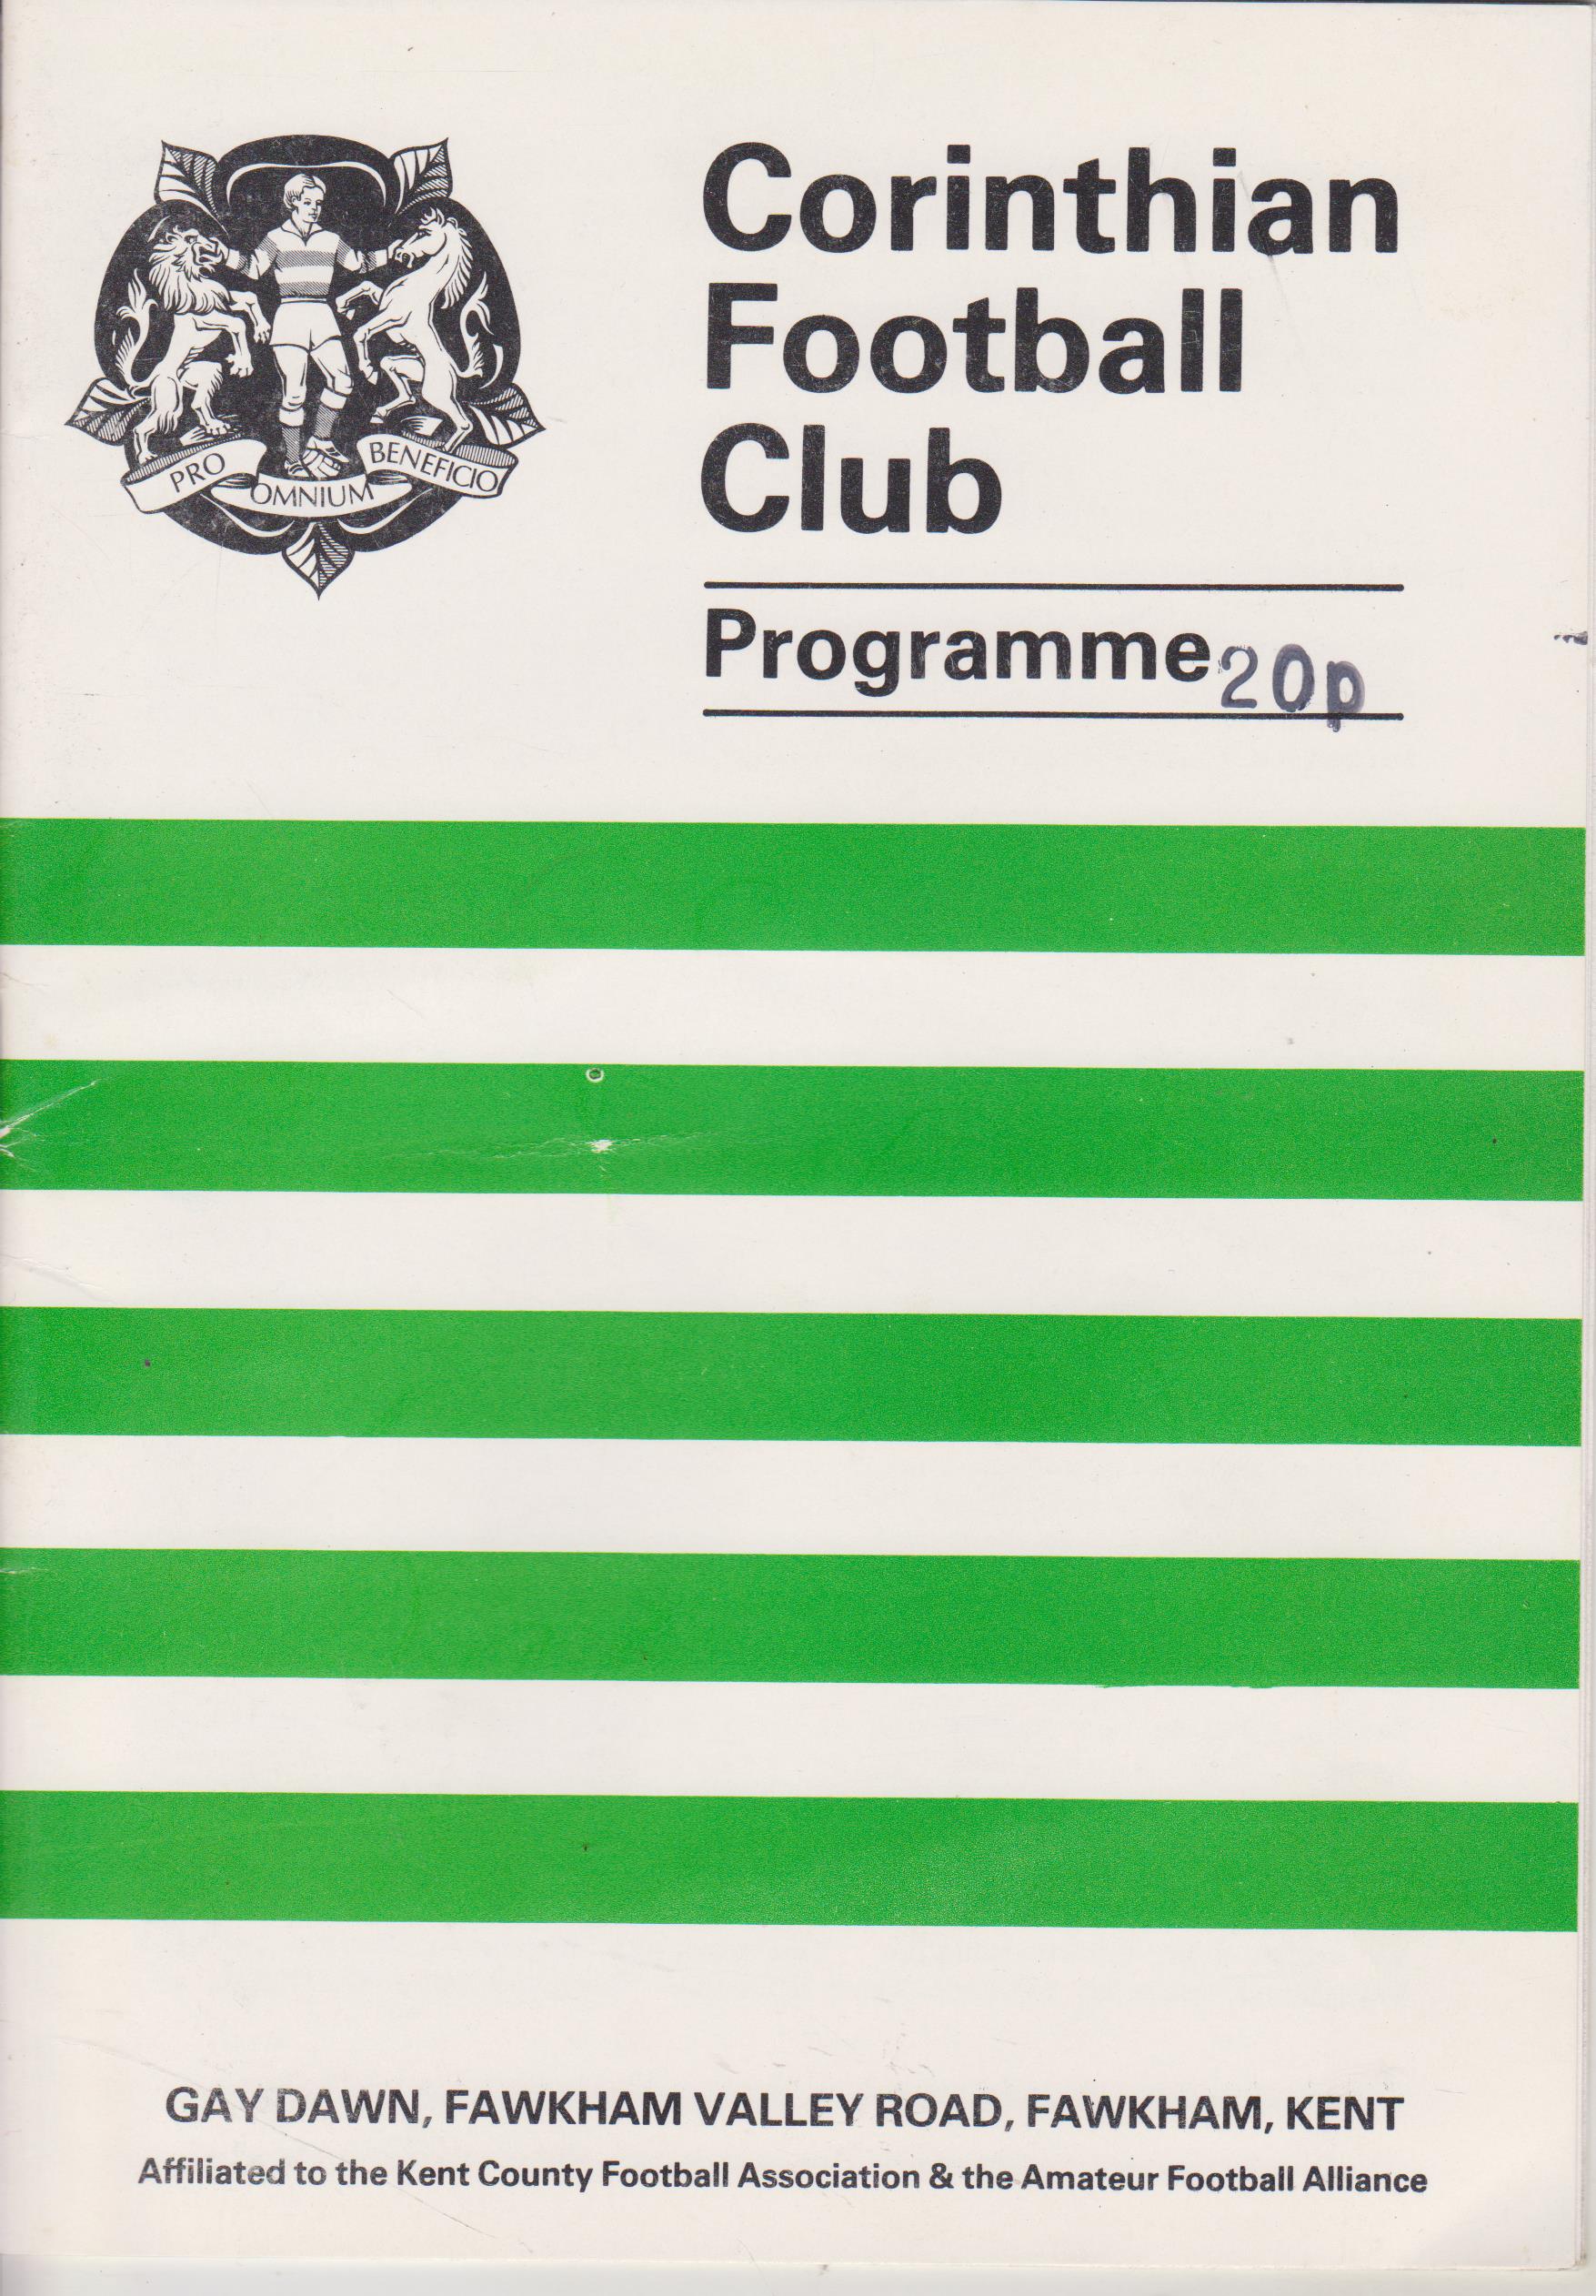 Corinthian
Football
Club
PRO
OMNIUM
BENEFICIO
Programme 20p
GAY DAWN, FAWKHAM VALLEY ROAD, FAWKHAM, KENT
Affiliated to the Kent County Football Association & the Amateur Football Alliance